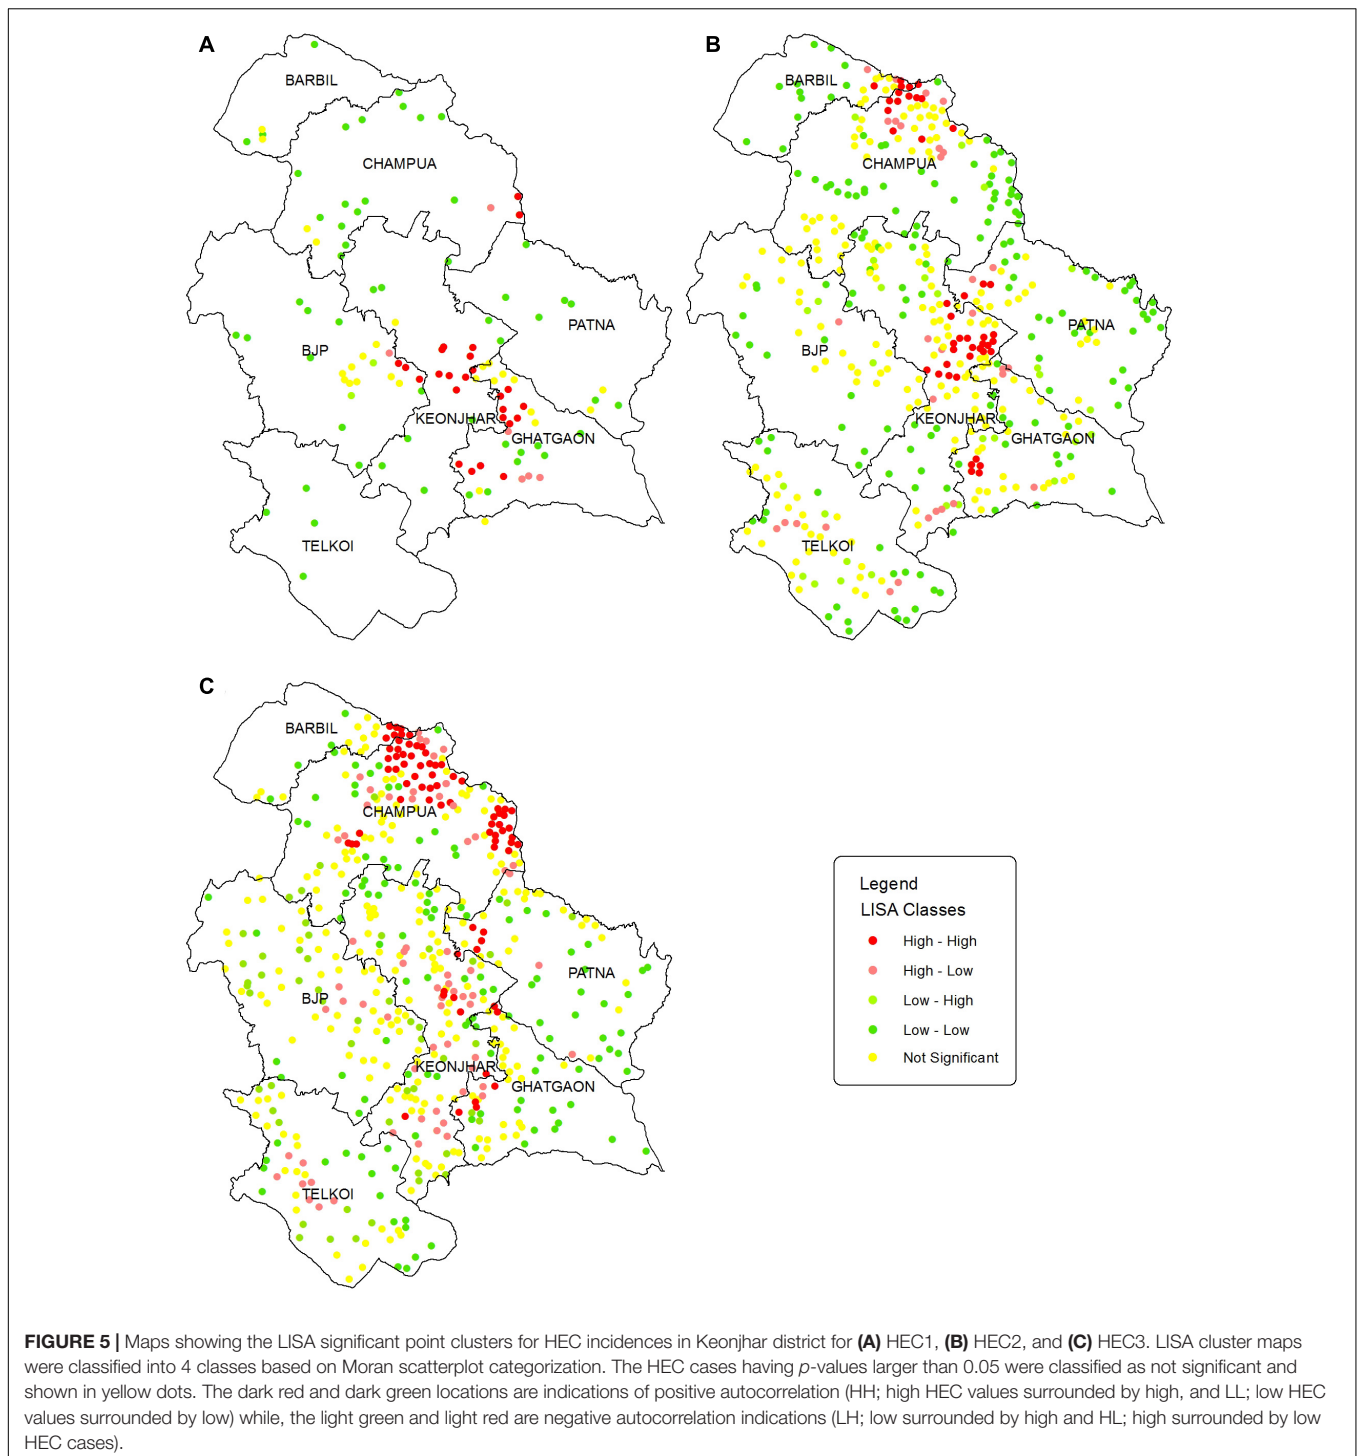 A
BARBIL
CHAMPUA
BJP
PATNA
KEONJHAR
GHATGAON
TELKOI
B
BARBIL
CHAMPUA
BJP
PATNA
KEONJHAR
GHATGAON
TELKOI
C
BARBIL
CHAMPUA
BJP
PATNA
KEONJHAR
GHATGAON
TELKOI
Legend
LISA Classes
High - High
High - Low
Low - High
Low - Low
Not Significant
FIGURE 5 | Maps showing the LISA significant point clusters for HEC incidences in Keonjhar district for (A) HEC1, (B) HEC2, and (C) HEC3. LISA cluster maps
were classified into 4 classes based on Moran scatterplot categorization. The HEC cases having p-values larger than 0.05 were classified as not significant and
shown in yellow dots. The dark red and dark green locations are indications of positive autocorrelation (HH; high HEC values surrounded by high, and LL; low HEC
values surrounded by low) while, the light green and light red are negative autocorrelation indications (LH; low surrounded by high and HL; high surrounded by low
HEC cases).